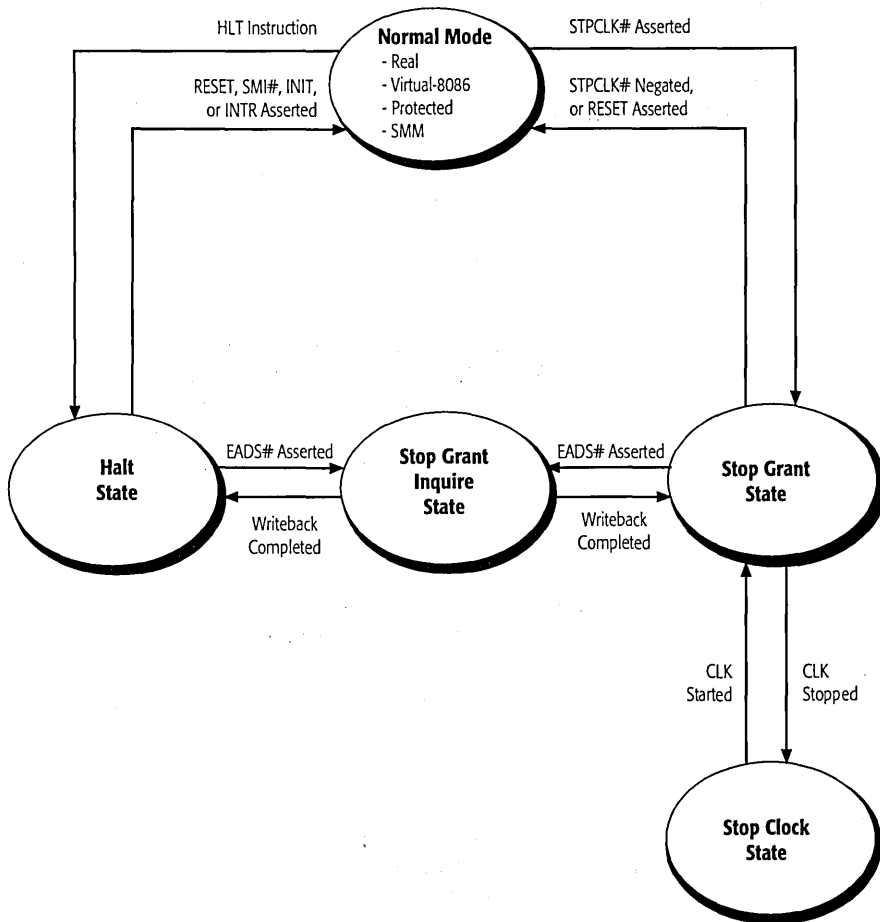 HLT Instruction
Normal Mode
- Real
- Virtual-8086
- Protected
- SMM
STPCLK# Asserted
RESET, SMI#, INIT,
or INTR Asserted
STPCLK# Negated,
or RESET Asserted
Halt
State
EADS# Asserted
Writeback
Completed
Stop Grant
Inquire
State
EADS# Asserted
Writeback
Completed
Stop Grant
State
CLK
Started
CLK
Stopped
Stop Clock
State